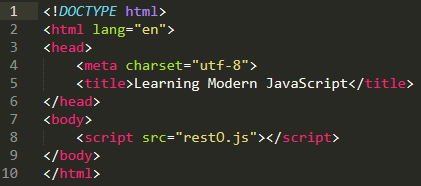 1 <!DOCTYPE html>
2 <html lang="en">
3 <head>
4     <meta charset="utf-8">
5     <title>Learning Modern JavaScript</title>
6 </head>
7 <body>
8     <script src="restO.js"></script>
9 </body>
10 </html>